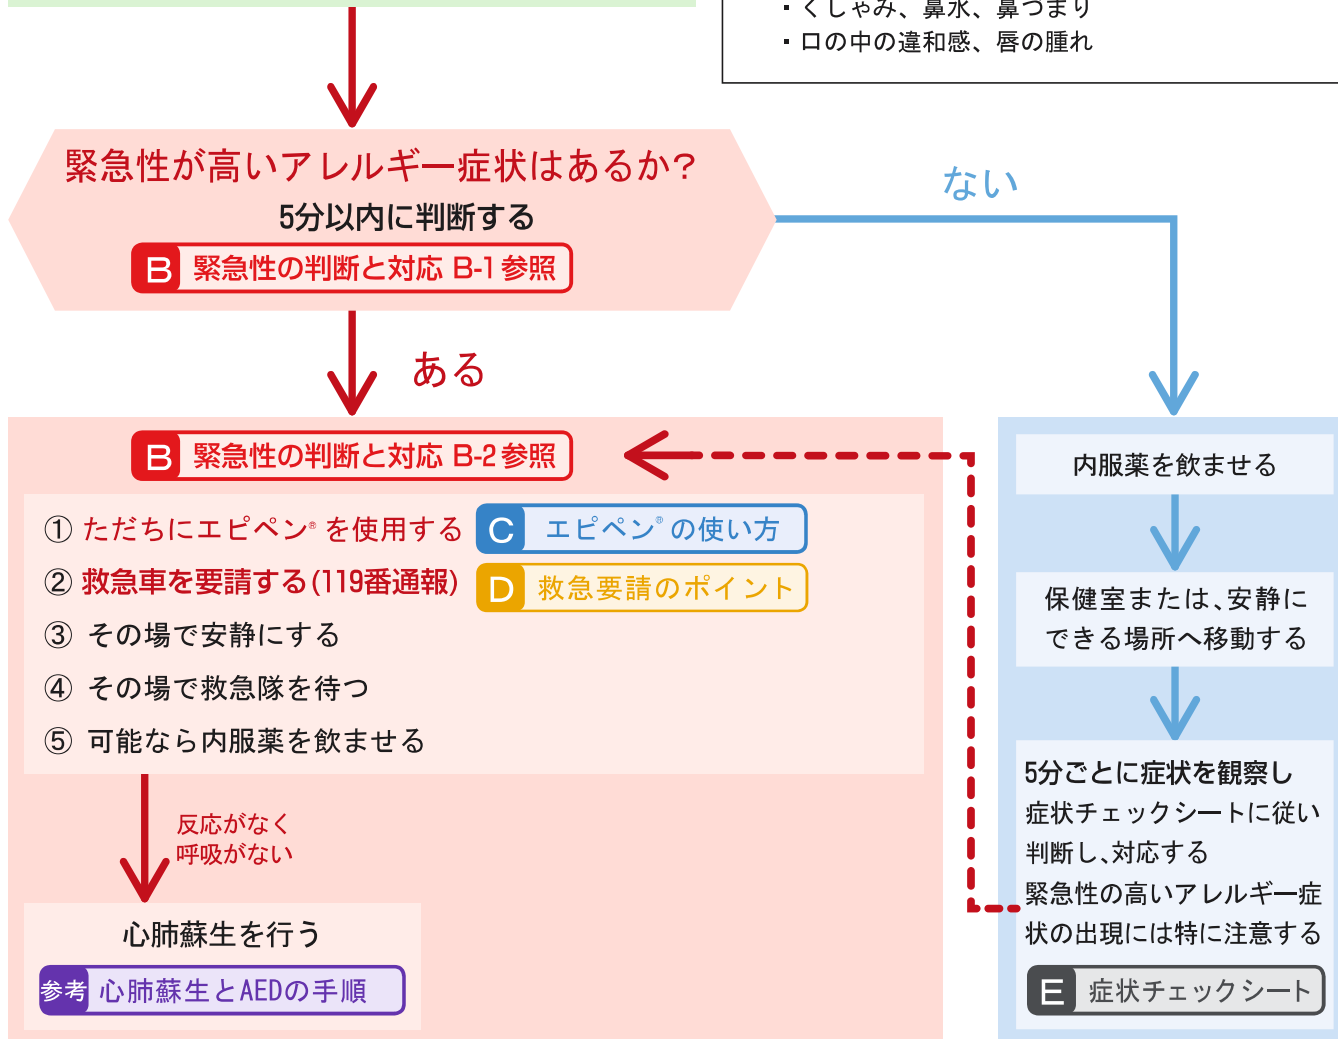 ・くしゃみ、鼻水、鼻づまり
・口の中の違和感、唇の腫れ
緊急性が高いアレルギー症状はあるか?
5分以内に判断する
B 緊急性の判断と対応 B-1参照
ない
ある
B 緊急性の判断と対応 B-2参照
① ただちにエピペン® を使用する
C エピペン®の使い方
② 救急車を要請する(119番通報)
D 救急要請のポイント
③ その場で安静にする
④ その場で救急隊を待つ
⑤ 可能なら内服薬を飲ませる
反応がなく
呼吸がない
心肺蘇生を行う
参考 心肺蘇生とAEDの手順
内服薬を飲ませる
保健室または、安静に
できる場所へ移動する
5分ごとに症状を観察し
症状チェックシートに従い
判断し、対応する
緊急性の高いアレルギー症
状の出現には特に注意する
E 症状チェックシート